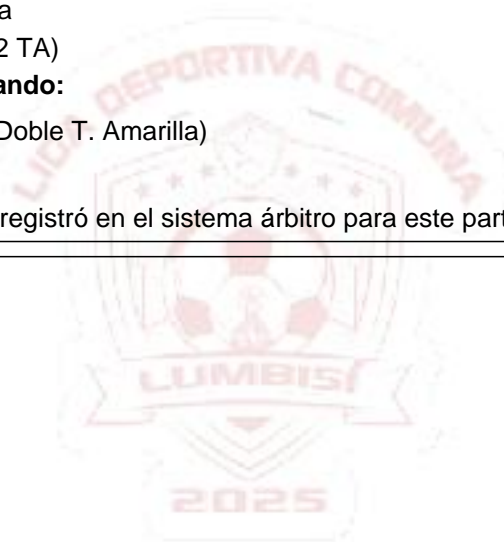 a
2 TA)
ando:
Doble T. Amarilla)
registró en el sistema árbitro para este part
LIGA DEPORTIVA COMUNA
LUMBISÍ
2025